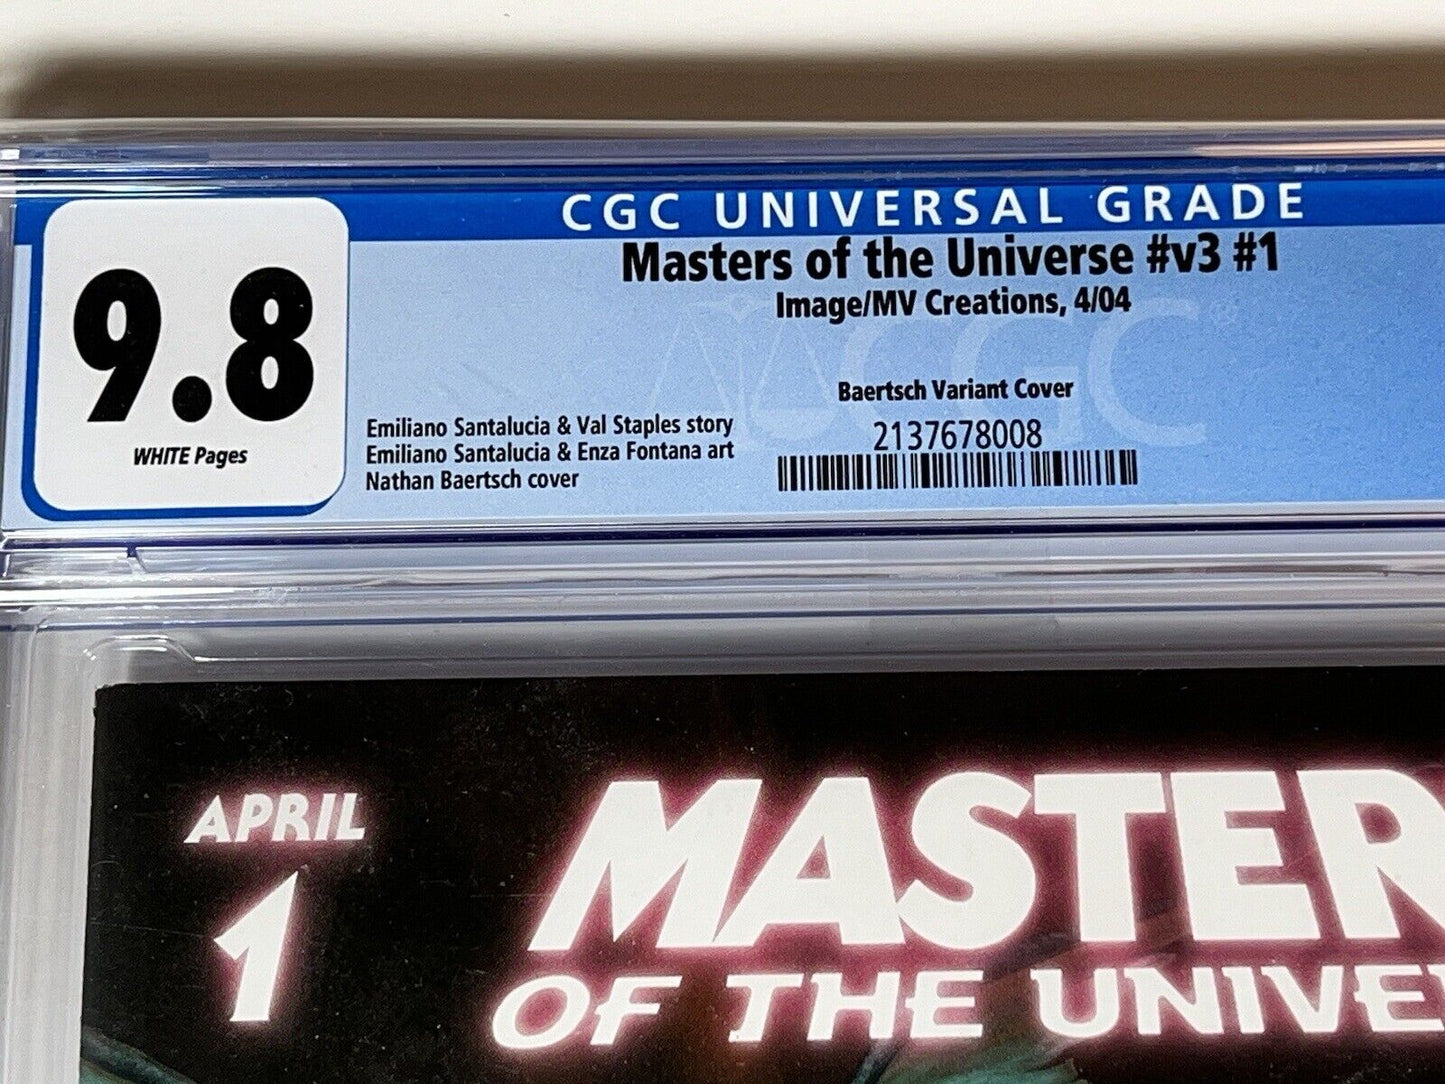 CGC UNIVERSAL GRADE
Masters of the Universe #v3 #1
Image/MV Creations, 4/04
9.8
WHITE Pages
Baertsch Variant Cover
Emiliano Santalucia & Val Staples story
Emiliano Santalucia & Enza Fontana art
Nathan Baertsch cover
2137678008
CGC
APRIL
1
MASTER
OF THE UNIVE